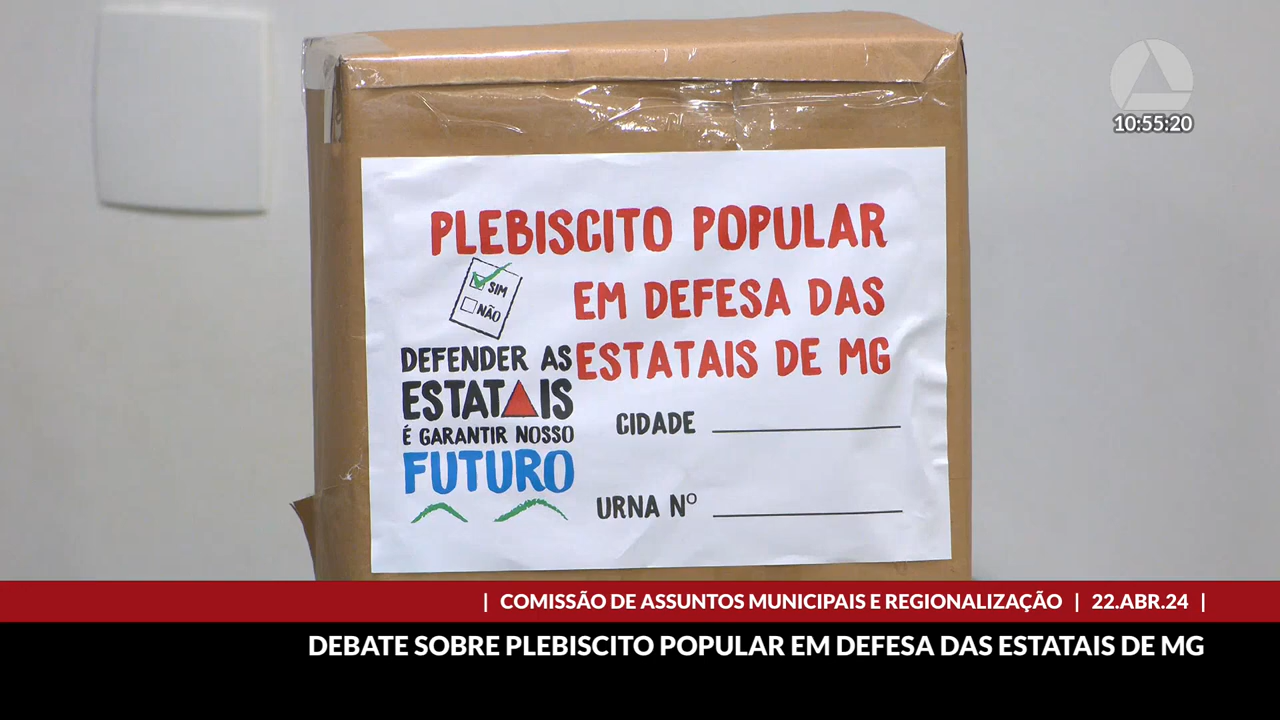 10:55:20
PLEBISCITO POPULAR
EM DEFESA DAS
ESTATAIS DE MG
SIM
NÃO
DEFENDER AS
ESTATAIS
É GARANTIR NOSSO
FUTURO
CIDADE
URNA Nº
| COMISSÃO DE ASSUNTOS MUNICIPAIS E REGIONALIZAÇÃO | 22.ABR.24 |
DEBATE SOBRE PLEBISCITO POPULAR EM DEFESA DAS ESTATAIS DE MG